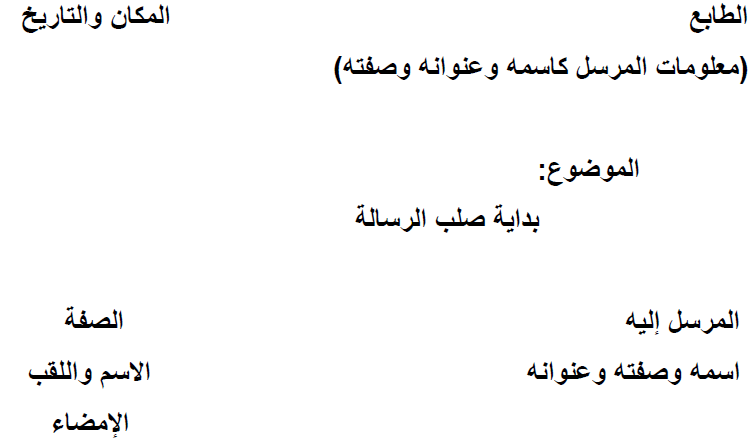 الطابع المكان والتاريخ
(معلومات المرسل كاسمه وعنوانه وصفته)
الموضوع:
بداية صلب الرسالة
المرسل إليه الصفة
اسمه وصفته وعنوانه الاسم واللقب
الإمضاء